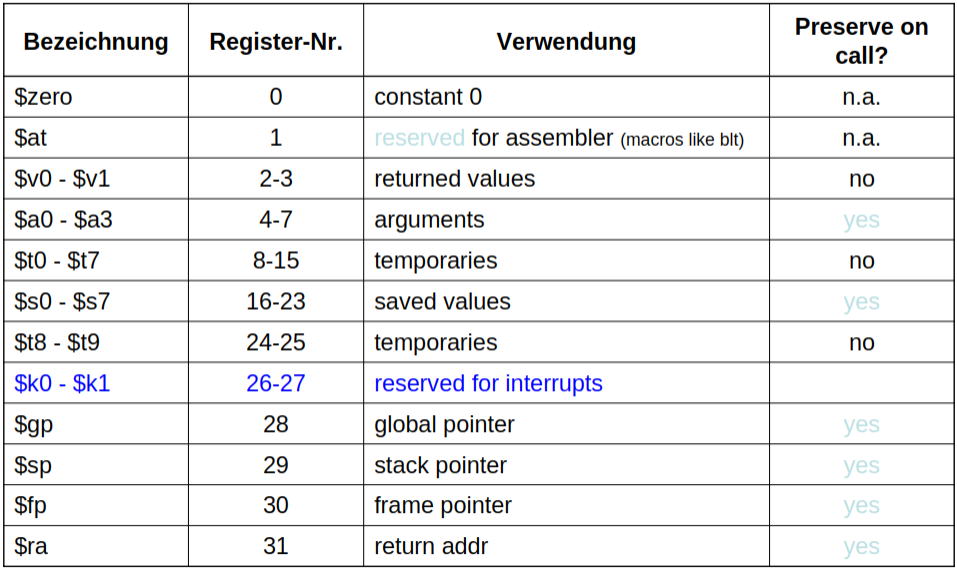 Bezeichnung Register-Nr. Verwendung Preserve on
call?
$zero 0 constant 0 n.a.
$at 1 reserved for assembler (macros like blt) n.a.
$v0 - $v1 2-3 returned values no
$a0 - $a3 4-7 arguments yes
$t0 - $t7 8-15 temporaries no
$s0 - $s7 16-23 saved values yes
$t8 - $t9 24-25 temporaries no
$k0 - $k1 26-27 reserved for interrupts
$gp 28 global pointer yes
$sp 29 stack pointer yes
$fp 30 frame pointer yes
$ra 31 return addr yes